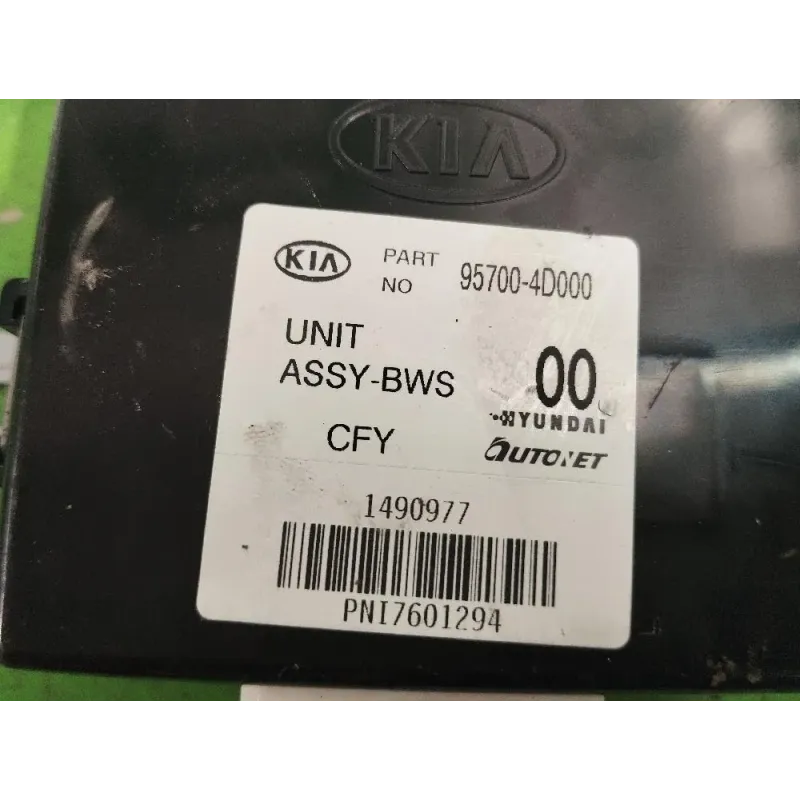 KIA
KIA PART NO 95700-4D000
UNIT ASSY-BWS 00
HYUNDAI
CFY AUTONET
1490977
PNI7601294